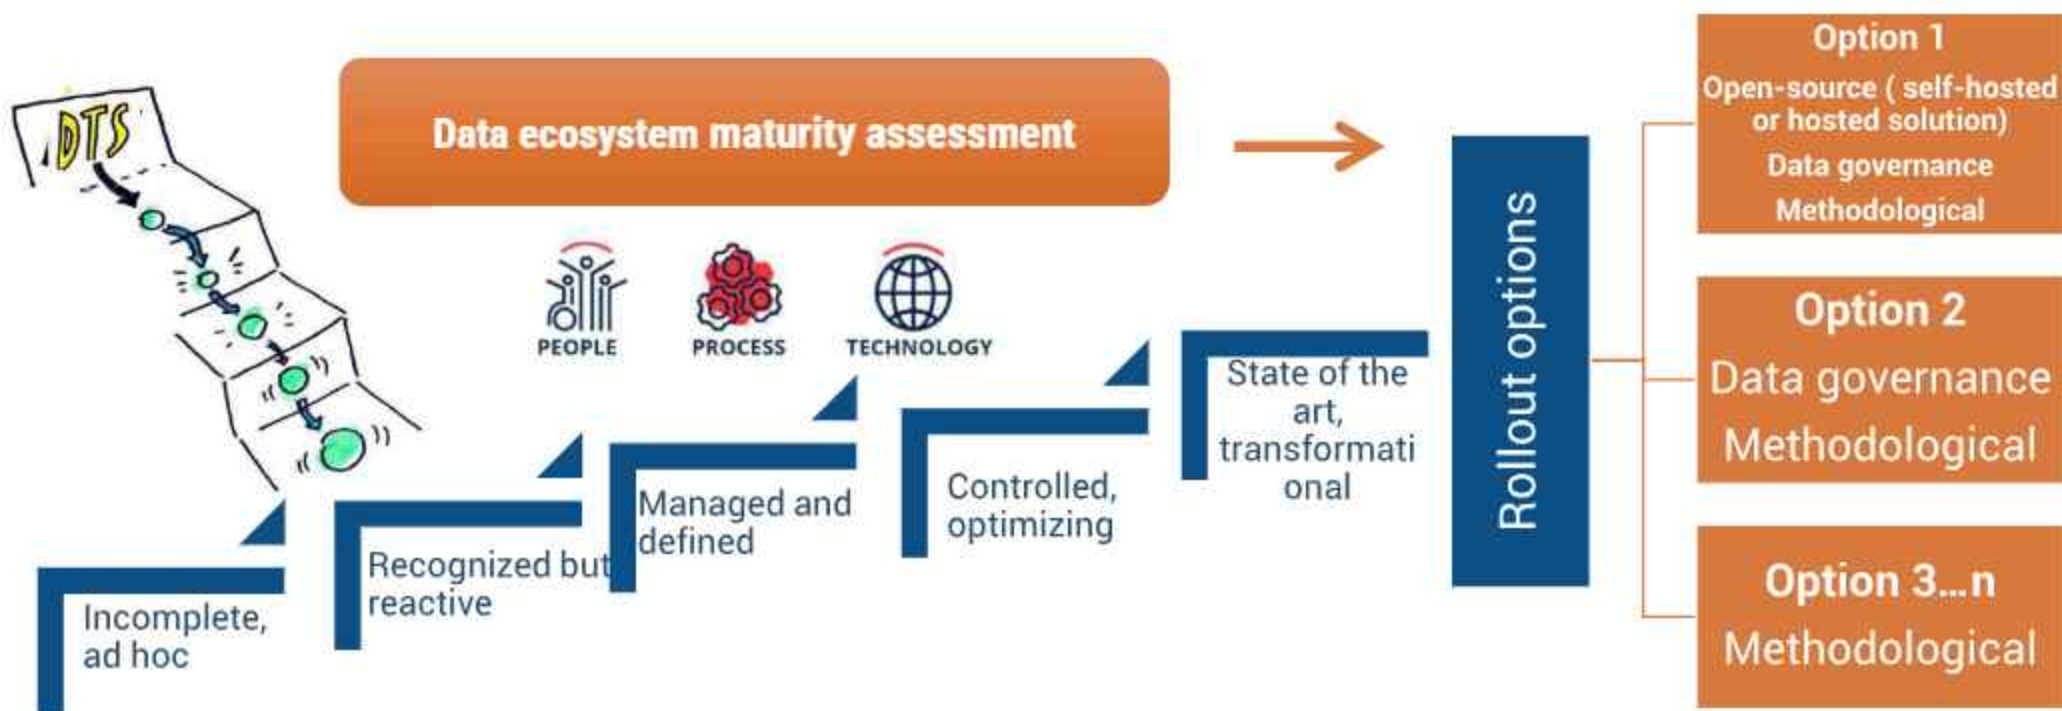 DTS
Data ecosystem maturity assessment
PEOPLE
PROCESS
TECHNOLOGY
Incomplete,
ad hoc
Recognized but
reactive
Managed and
defined
Controlled,
optimizing
State of the
art,
transformati
onal
Rollout options
Option 1
Open-source ( self-hosted
or hosted solution)
Data governance
Methodological
Option 2
Data governance
Methodological
Option 3...n
Methodological